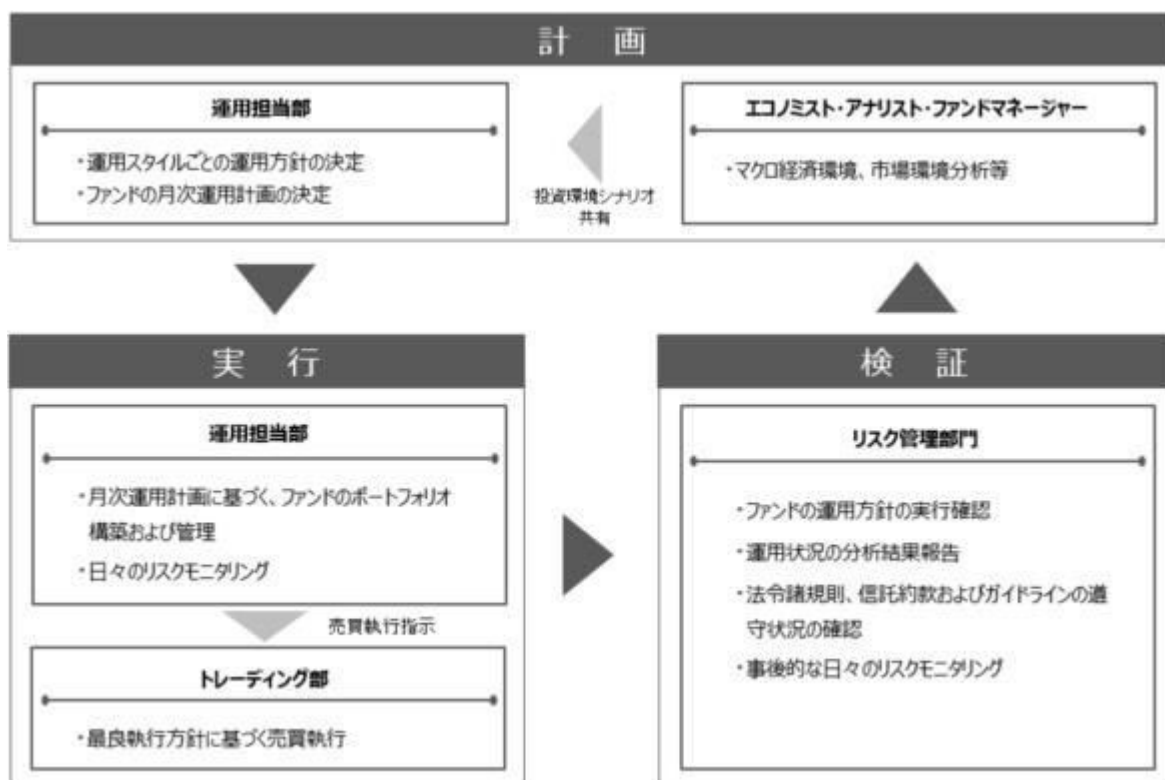 計 画
運用担当部
・運用スタイルごとの運用方針の決定
・ファンドの月次運用計画の決定
投資環境シナリオ
共有
エコノミスト・アナリスト・ファンドマネージャー
・マクロ経済環境、市場環境分析等
実 行
運用担当部
・月次運用計画に基づく、ファンドのポートフォリオ
構築および管理
・日々のリスクモニタリング
売買執行指示
トレーディング部
・最良執行方針に基づく売買執行
検 証
リスク管理部門
・ファンドの運用方針の実行確認
・運用状況の分析結果報告
・法令諸規則、信託約款およびガイドラインの遵
守状況の確認
・事後的な日々のリスクモニタリング